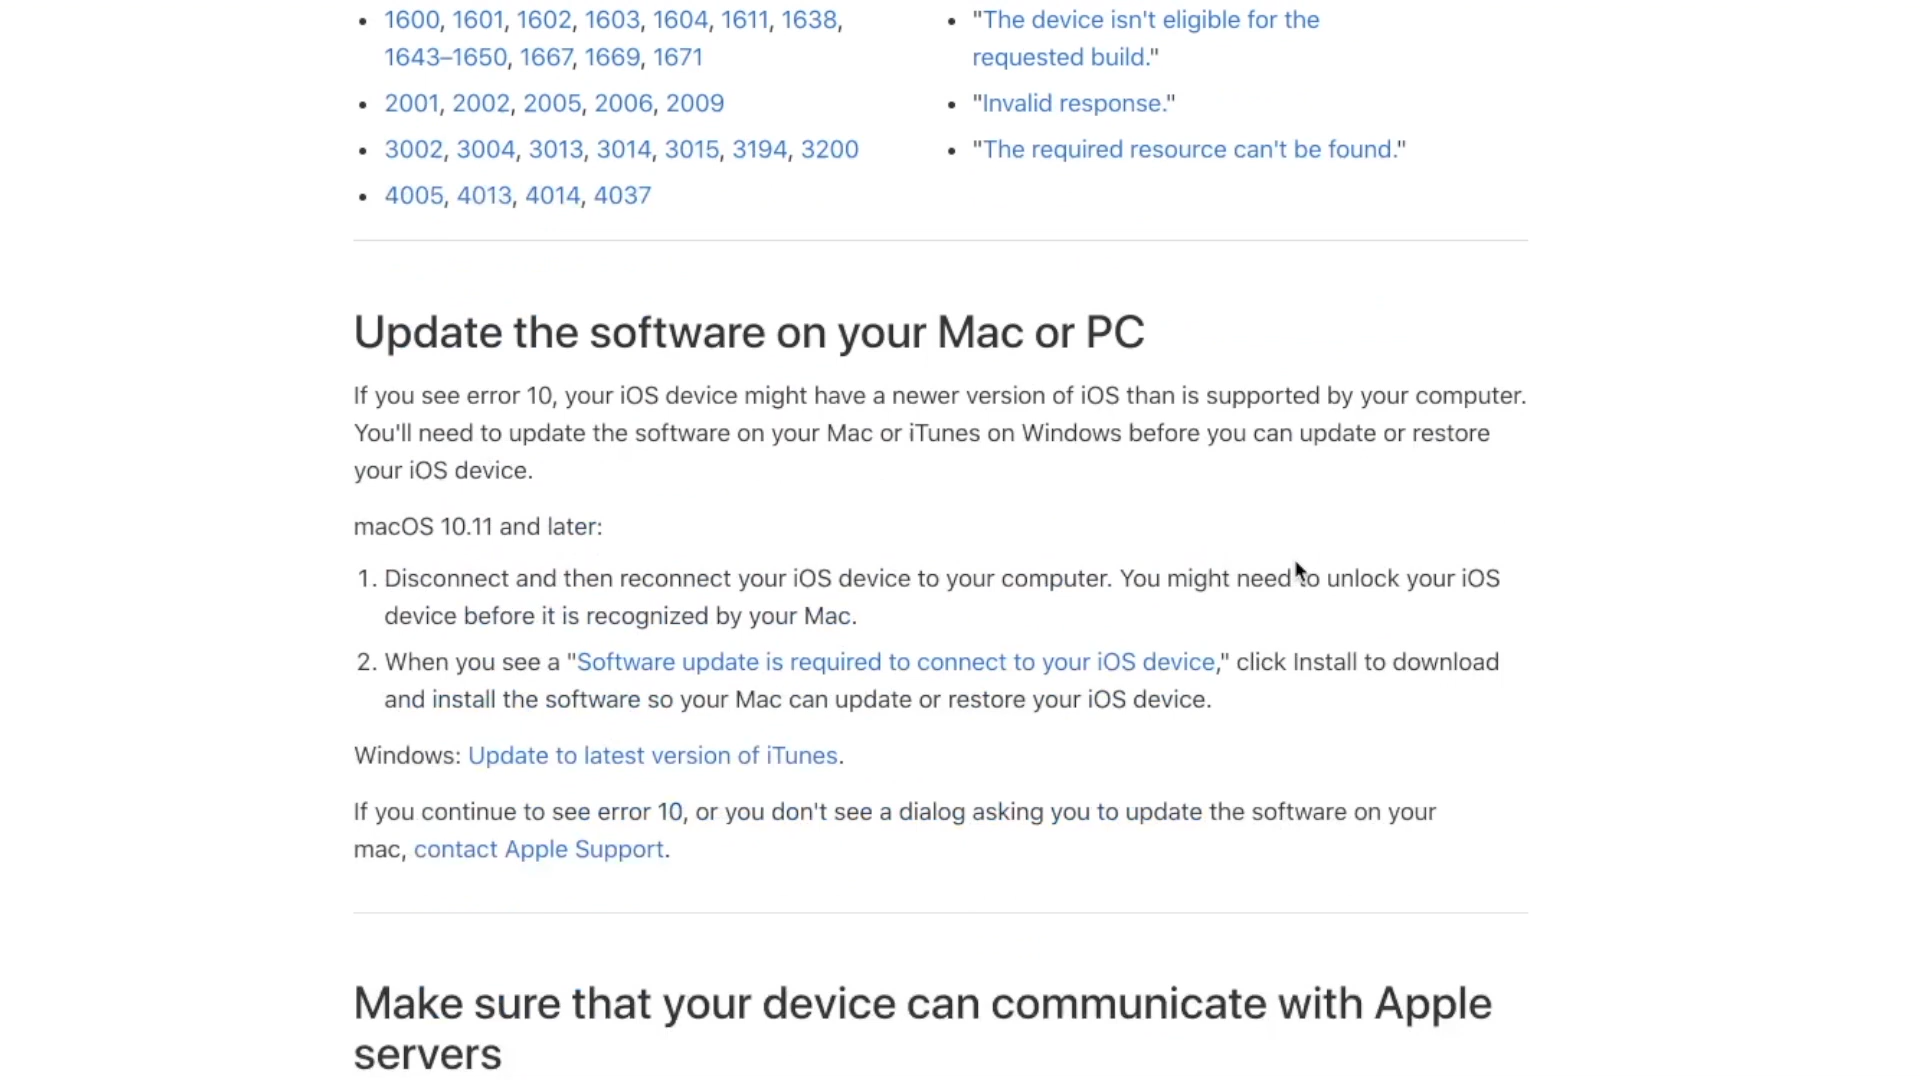 1600, 1601, 1602, 1603, 1604, 1611, 1638,
1643–1650, 1667, 1669, 1671
2001, 2002, 2005, 2006, 2009
3002, 3004, 3013, 3014, 3015, 3194, 3200
4005, 4013, 4014, 4037
"The device isn't eligible for the
requested build."
"Invalid response."
"The required resource can't be found."
Update the software on your Mac or PC
If you see error 10, your iOS device might have a newer version of iOS than is supported by your computer.
You'll need to update the software on your Mac or iTunes on Windows before you can update or restore
your iOS device.
macOS 10.11 and later:
1. Disconnect and then reconnect your iOS device to your computer. You might need to unlock your iOS
device before it is recognized by your Mac.
2. When you see a "Software update is required to connect to your iOS device," click Install to download
and install the software so your Mac can update or restore your iOS device.
Windows: Update to latest version of iTunes.
If you continue to see error 10, or you don't see a dialog asking you to update the software on your
mac, contact Apple Support.
Make sure that your device can communicate with Apple
servers